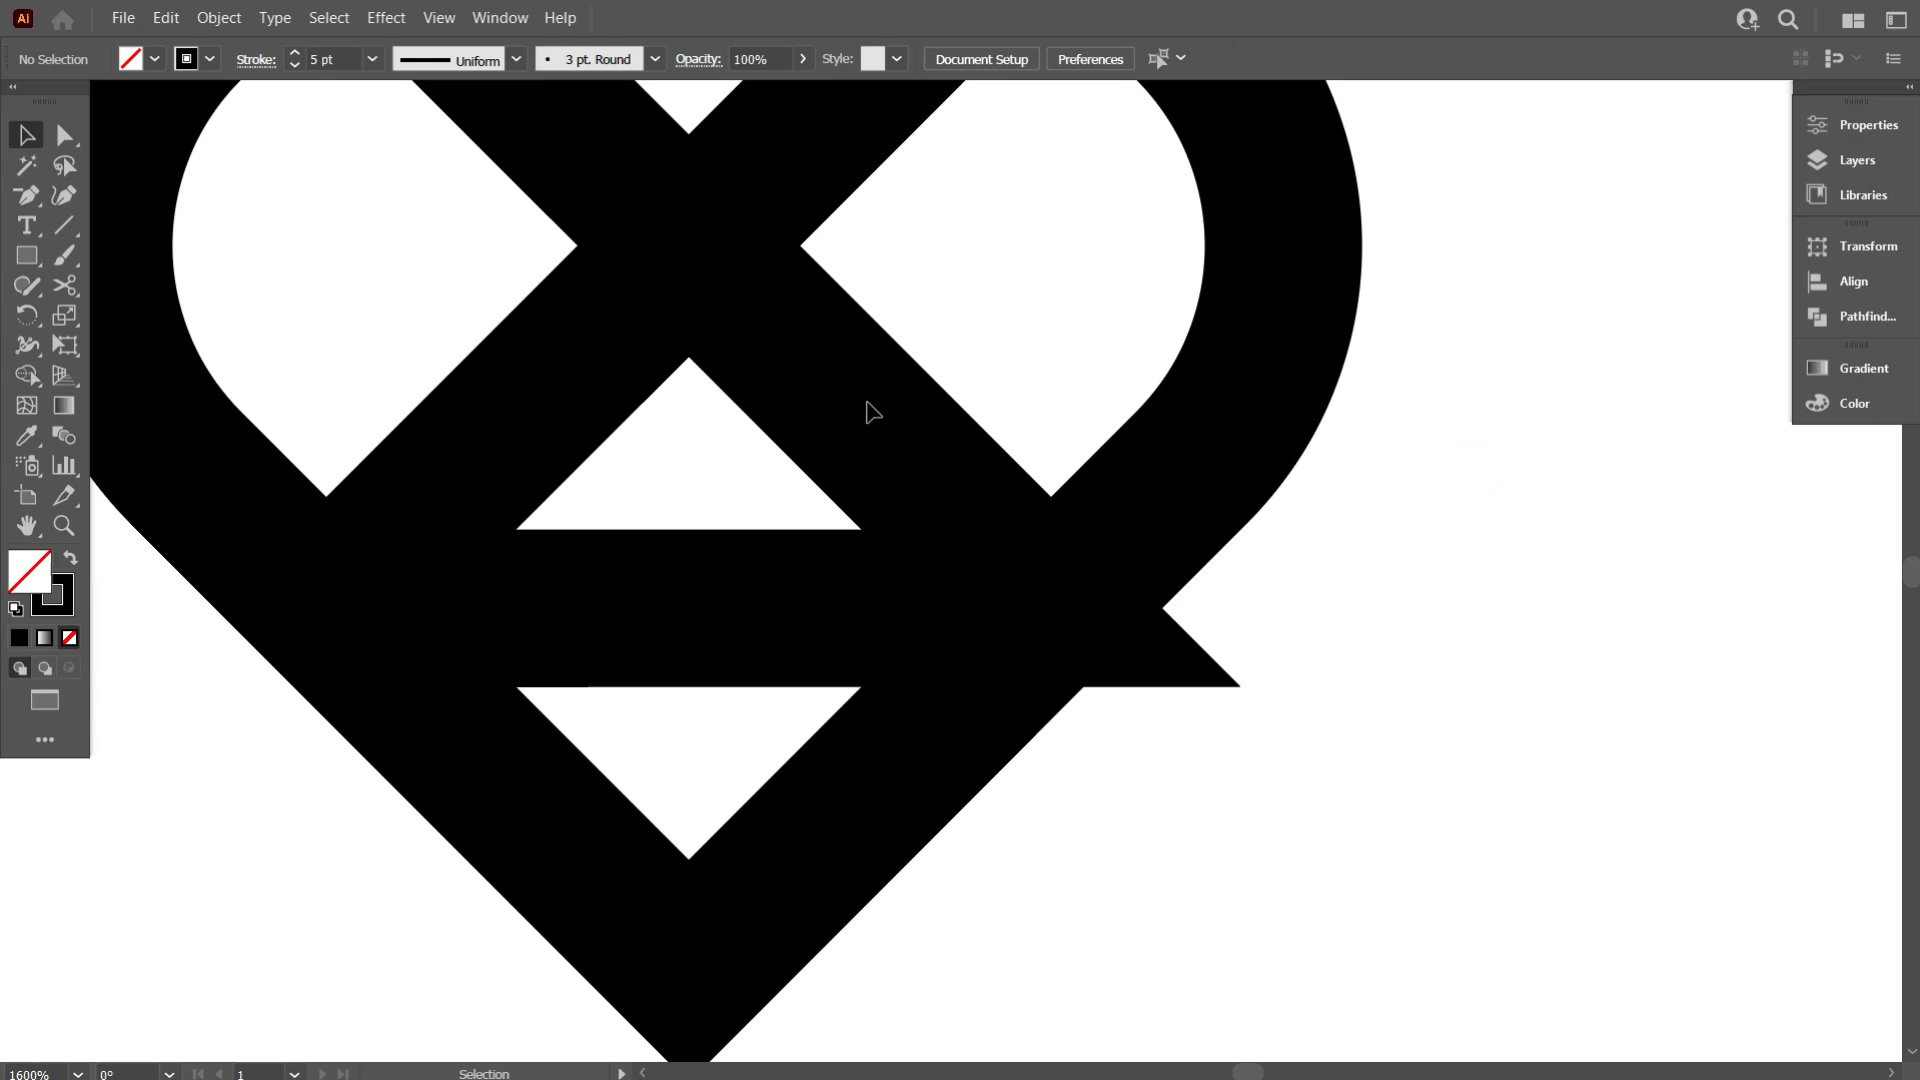 Ai File Edit Object Type Select Effect View Window Help
No Selection Stroke: 5 pt Uniform 3 pt. Round Opacity: 100% Style: Document Setup Preferences
Properties
Layers
Libraries
Transform
Align
Pathfind...
Gradient
Color
1600% 0° 1 Selection